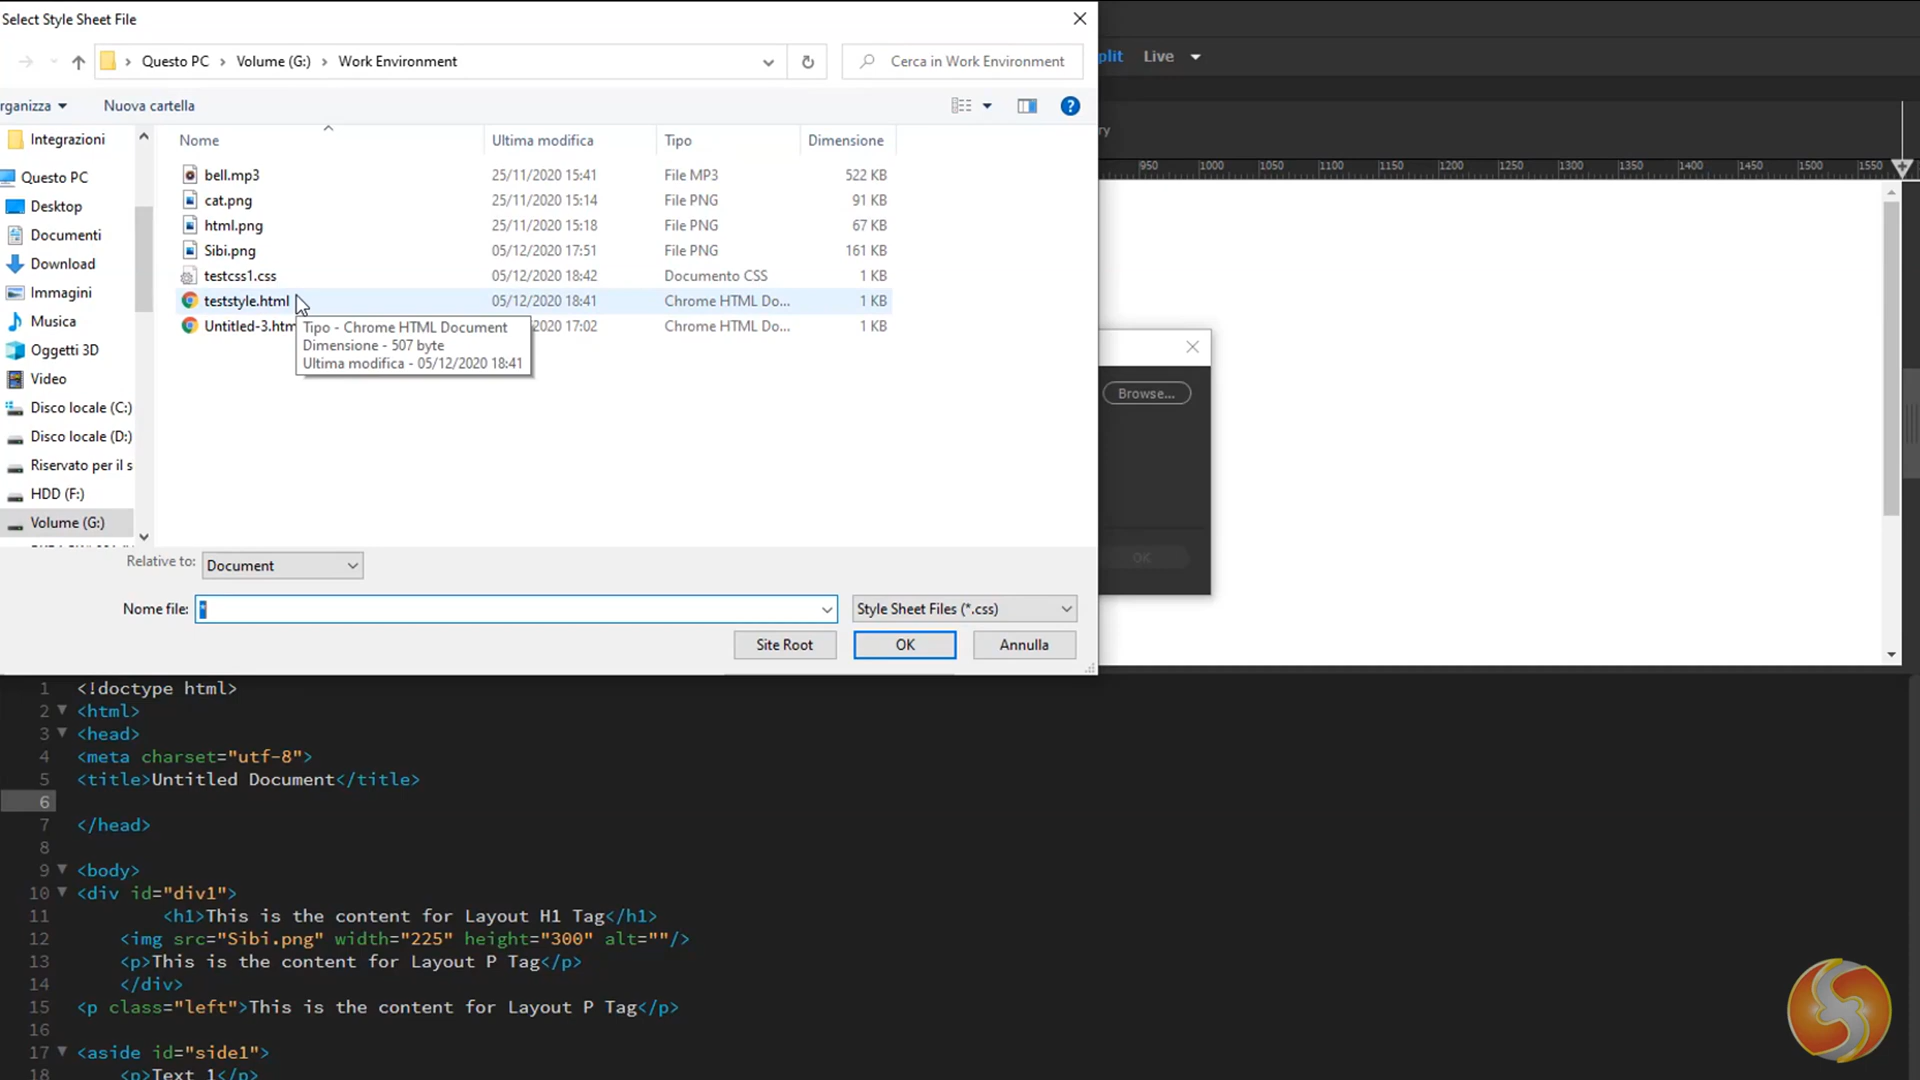 Select Style Sheet File
Questo PC > Volume (G:) > Work Environment
Cerca in Work Environment
plit Live
rganizza Nuova cartella
Nome Ultima modifica Tipo Dimensione
950 1000 1050 1100 1150 1200 1250 1300 1350 1400 1450 1500 1550
Integrazioni
Questo PC
Desktop
Documenti
Download
Immagini
Musica
Oggetti 3D
Video
Disco locale (C:)
Disco locale (D:)
Riservato per il s
HDD (F:)
Volume (G:)
bell.mp3 25/11/2020 15:41 File MP3 522 KB
cat.png 25/11/2020 15:14 File PNG 91 KB
html.png 25/11/2020 15:18 File PNG 67 KB
Sibi.png 05/12/2020 17:51 File PNG 161 KB
testcss1.css 05/12/2020 18:42 Documento CSS 1 KB
teststyle.html 05/12/2020 18:41 Chrome HTML Do... 1 KB
Untitled-3.htm 2020 17:02 Chrome HTML Do... 1 KB
Tipo - Chrome HTML Document
Dimensione - 507 byte
Ultima modifica - 05/12/2020 18:41
Browse...
OK
Relative to: Document
Nome file: Style Sheet Files (*.css)
Site Root OK Annulla
1 <!doctype html>
2 <html>
3 <head>
4 <meta charset="utf-8">
5 <title>Untitled Document</title>
6
7 </head>
8
9 <body>
10 <div id="div1">
11 <h1>This is the content for Layout H1 Tag</h1>
12 <img src="Sibi.png" width="225" height="300" alt=""/>
13 <p>This is the content for Layout P Tag</p>
14 </div>
15 <p class="left">This is the content for Layout P Tag</p>
16
17 <aside id="side1">
18 <p>Text 1</p>